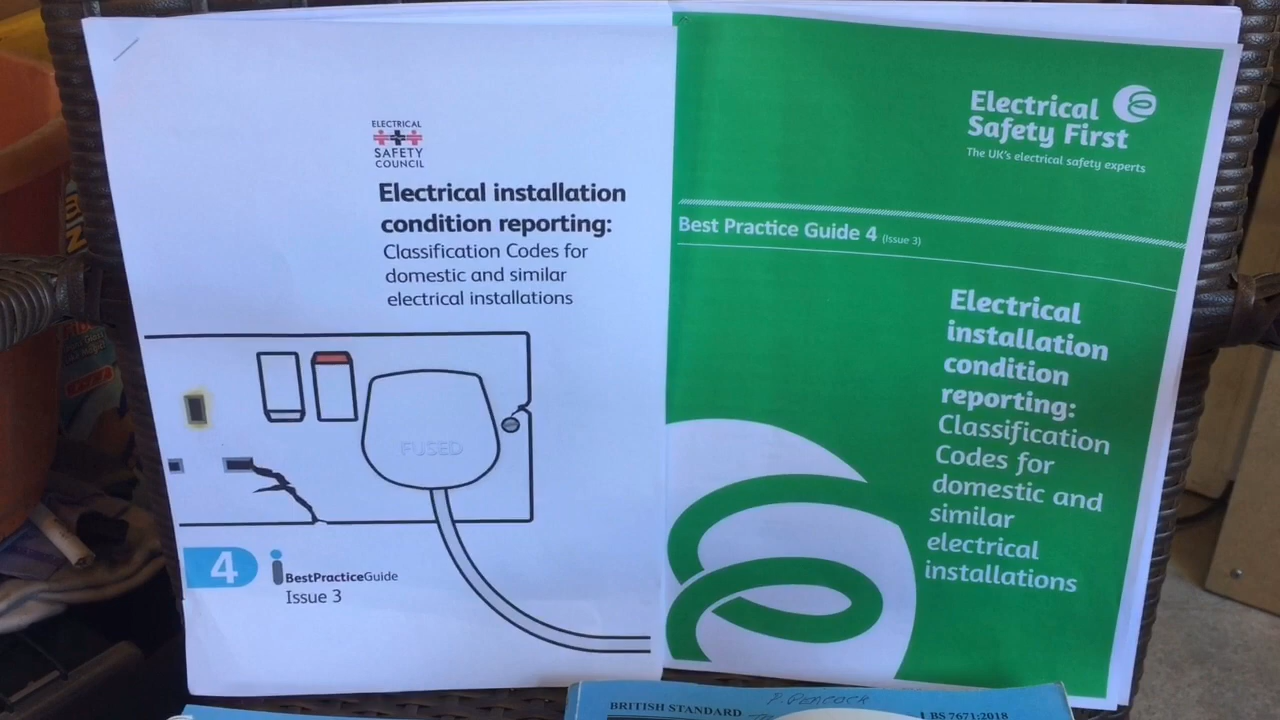 ELECTRICAL
SAFETY
COUNCIL
Electrical installation
condition reporting:
Classification Codes for
domestic and similar
electrical installations
FUSED
4
BestPracticeGuide
Issue 3
Electrical
Safety First
The UK's electrical safety experts
Best Practice Guide 4 (Issue 3)
Electrical
installation
condition
reporting:
Classification
Codes for
domestic and
similar
electrical
installations
P. Peacock
BRITISH STANDARD
BS 7671:2018